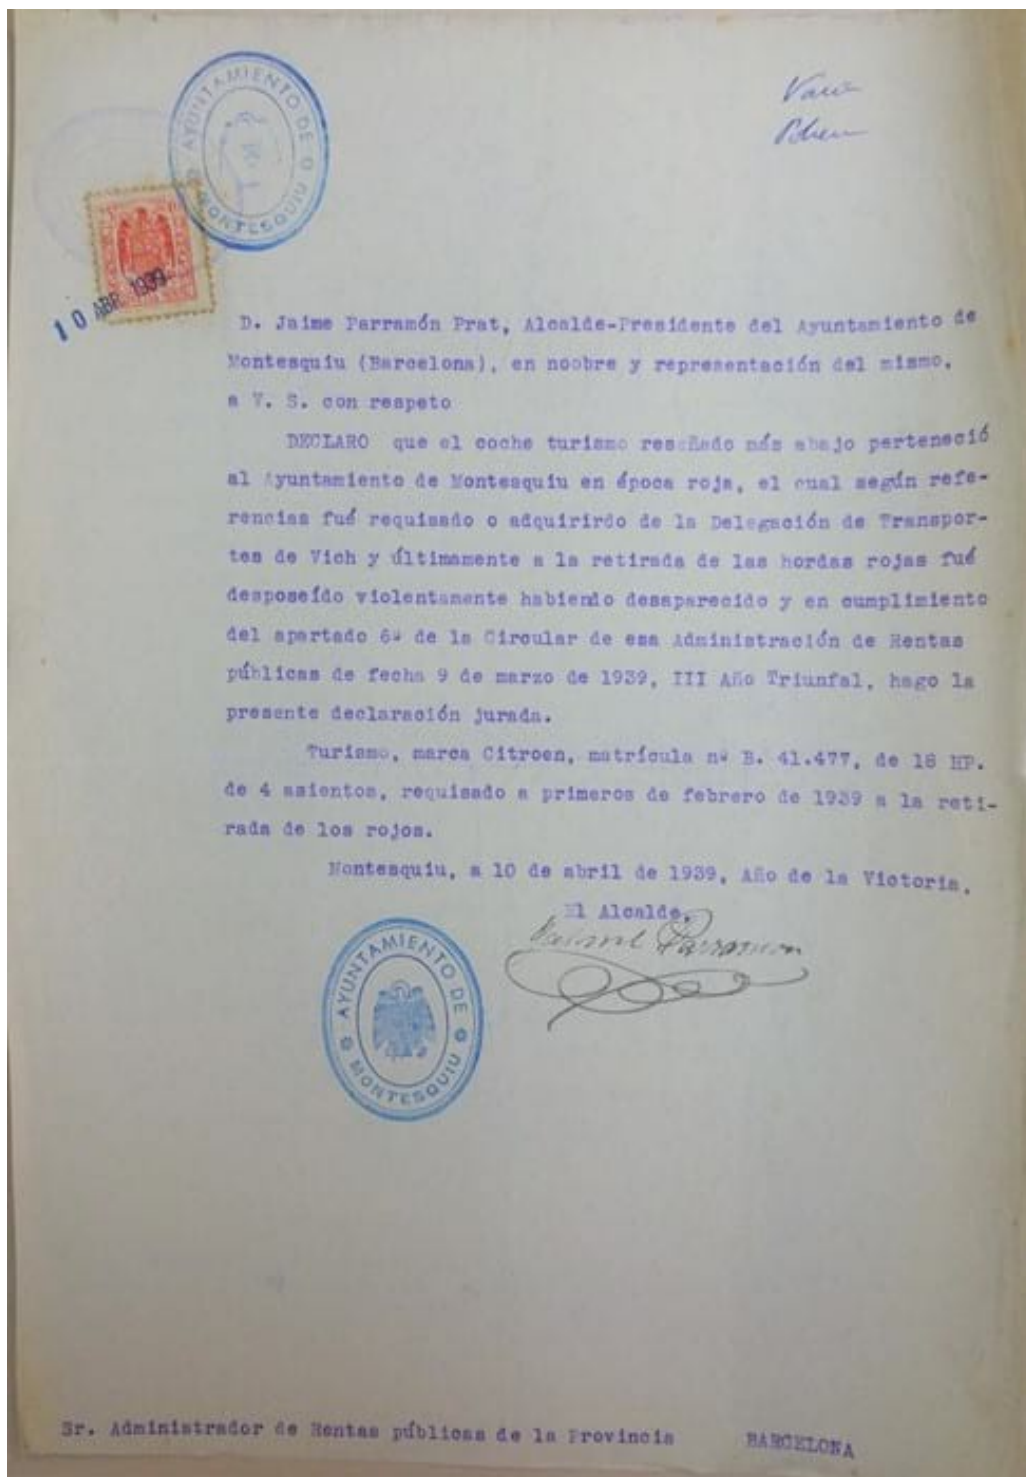 AYUNTAMIENTO DE
MONTESQUIU
10 ABR 1939
D. Jaime Parramón Prat, Alcalde-Presidente del Ayuntamiento de
Montesquiu (Barcelona), en noobre y representación del mismo,
a V. S. con respeto
DECLARO que el coche turismo reseñado más abajo perteneció
al Ayuntamiento de Montesquiu en época roja, el cual según refe-
rencias fué requisado o adquirirdo de la Delegación de Transpor-
tes de Vich y últimamente a la retirada de las hordas rojas fué
desposeído violentamente habiendo desaparecido y en cumplimiento
del apartado 6º de la Circular de esa Administración de Rentas
públicas de fecha 9 de marzo de 1939, III Año Triunfal, hago la
presente declaración jurada.
Turismo, marca Citroen, matrícula nº B. 41.477, de 18 HP.
de 4 asientos, requisado a primeros de febrero de 1939 a la reti-
rada de los rojos.
Montesquiu, a 10 de abril de 1939, Año de la Victoria.
El Alcalde,
Parramon
AYUNTAMIENTO DE
MONTESQUIU
Sr. Administrador de Rentas públicas de la Provincia BARCELONA